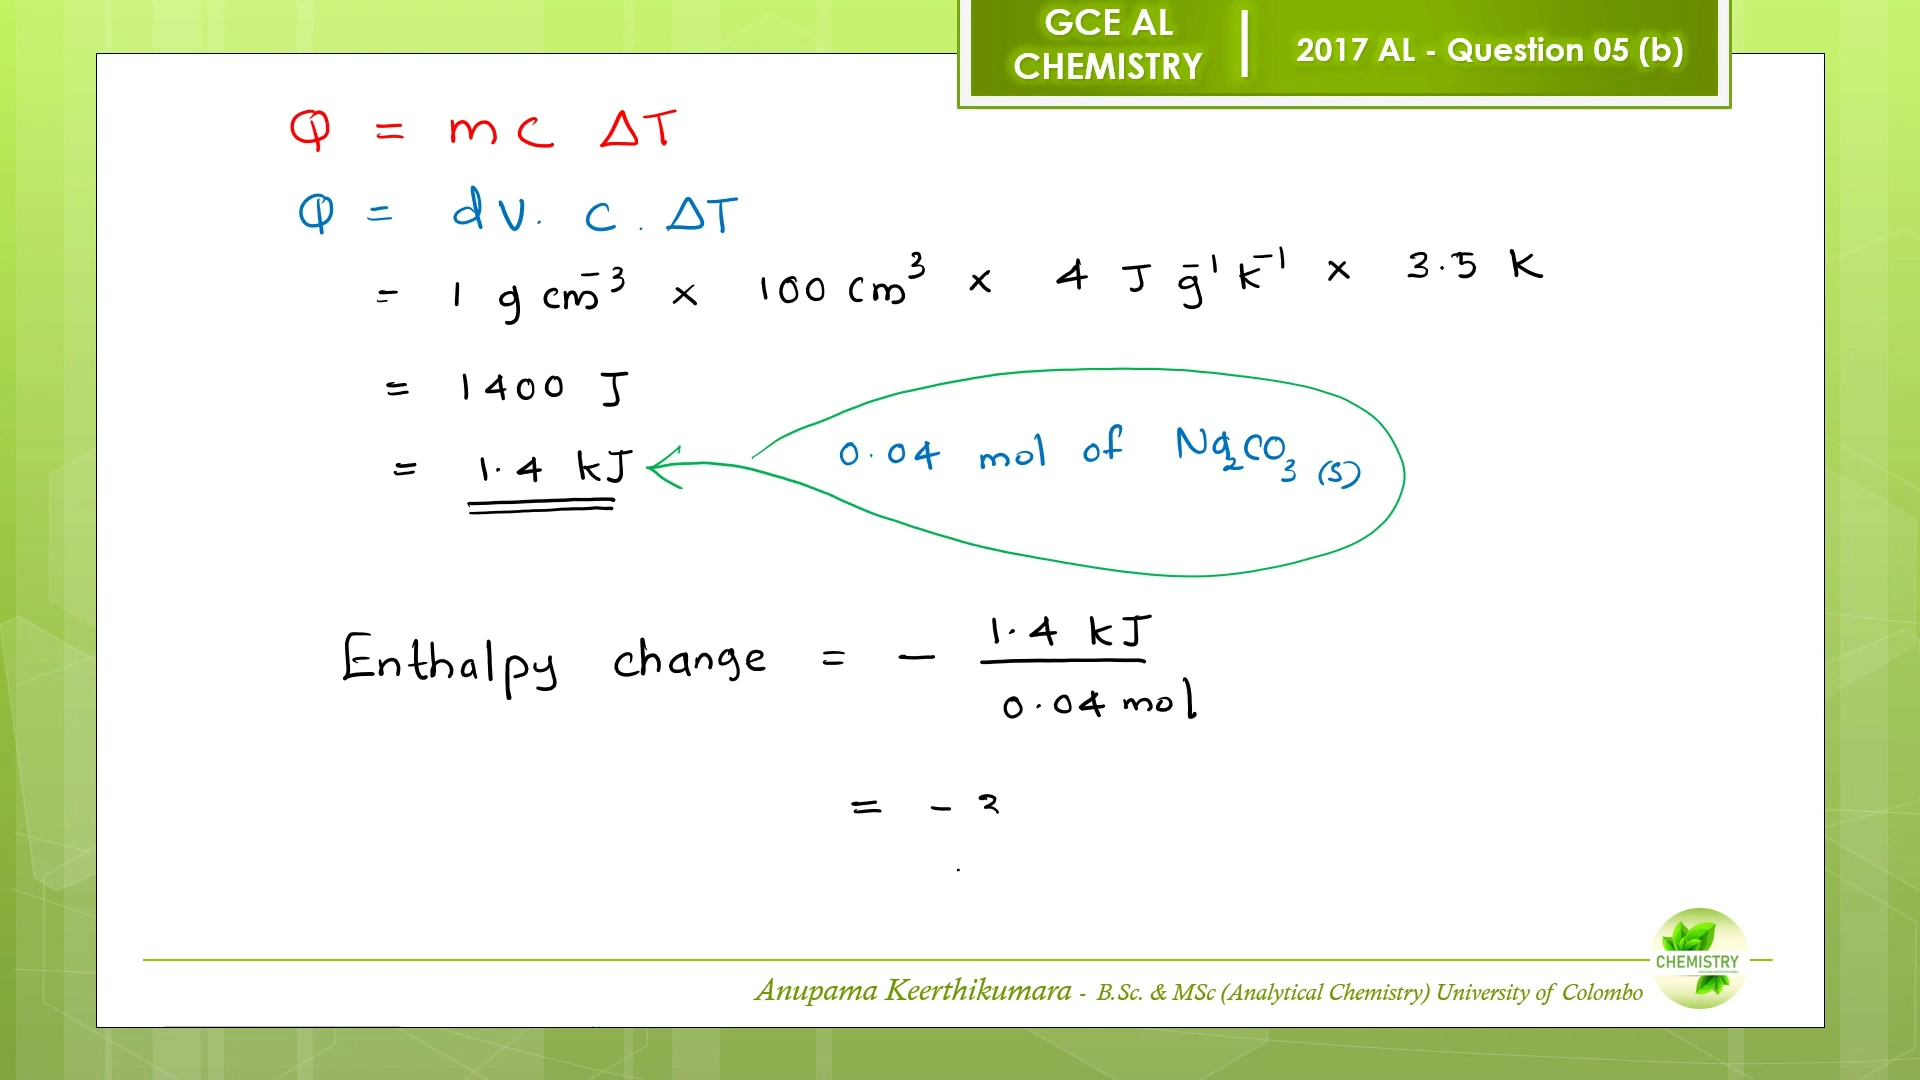 GCE AL
CHEMISTRY
2017 AL - Question 05 (b)
Q = m c ΔT
Q = dv. c . ΔT
= 1 g cm⁻³ × 100 cm³ × 4 J g⁻¹ k⁻¹ × 3.5 K
= 1400 J
= 1.4 kJ
0.04 mol of Na₂CO₃ (s)
Enthalpy change = - 1.4 kJ / 0.04 mol
= - 3
CHEMISTRY
Anupama Keerthikumara - B.Sc. & MSc (Analytical Chemistry) University of Colombo